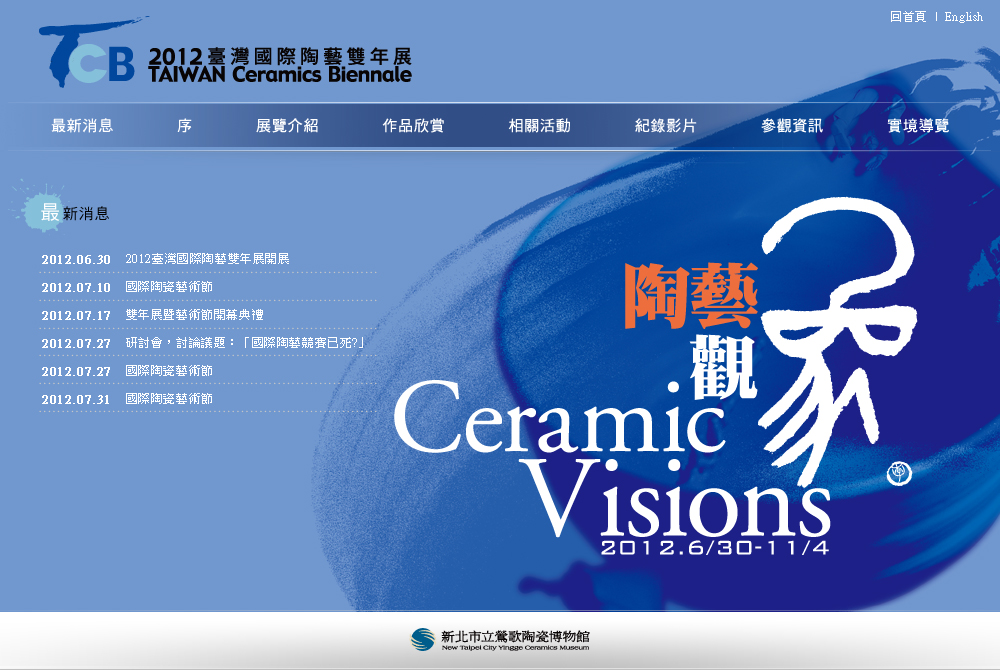 回首頁 | English
TCB
2012臺灣國際陶藝雙年展
TAIWAN Ceramics Biennale
最新消息 序 展覽介紹 作品欣賞 相關活動 紀錄影片 參觀資訊 實境導覽
最新消息
2012.06.30 2012臺灣國際陶藝雙年展開展
2012.07.10 國際陶瓷藝術節
2012.07.17 雙年展暨藝術節開幕典禮
2012.07.27 研討會，討論議題：「國際陶藝競賽已死?」
2012.07.27 國際陶瓷藝術節
2012.07.31 國際陶瓷藝術節
陶藝
觀
象
Ceramic
Visions
2012.6/30-11/4
新北市立鶯歌陶瓷博物館
New Taipei City Yingge Ceramics Museum